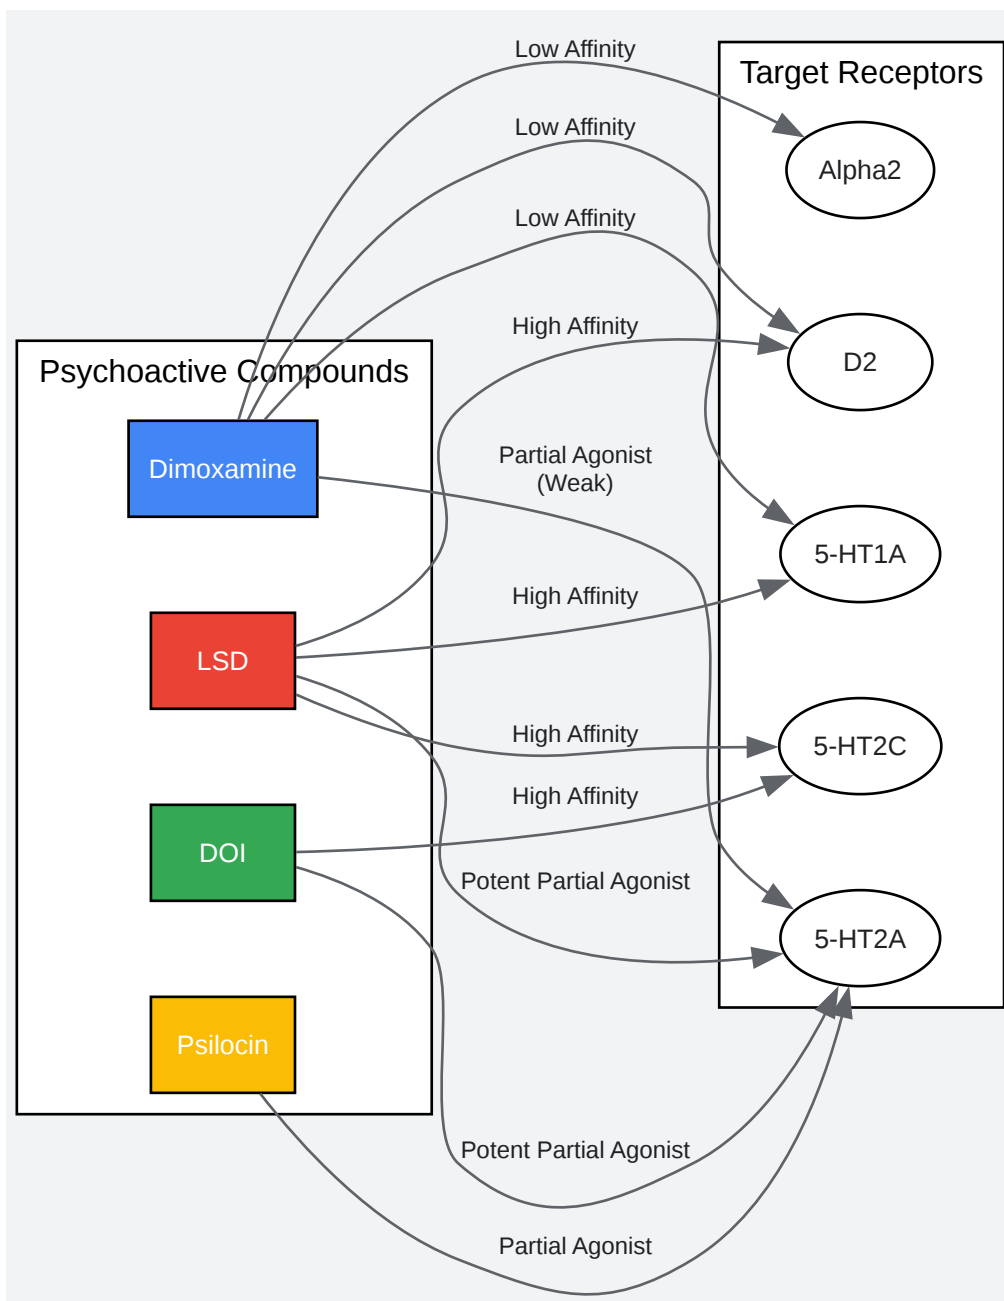 Low Affinity
Target Receptors
Low Affinity
Alpha2
Low Affinity
High Affinity
D2
Psychoactive Compounds
Dimoxamine
Partial Agonist
(Weak)
5-HT1A
High Affinity
LSD
High Affinity
5-HT2C
High Affinity
DOI
Potent Partial Agonist
5-HT2A
Psilocin
Potent Partial Agonist
Partial Agonist